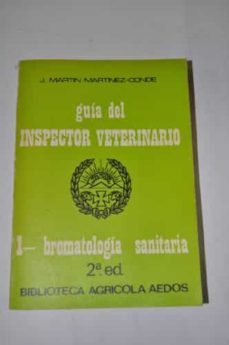 J. MARTIN MARTINEZ-CONDE
guía del
INSPECTOR VETERINARIO
1— bromatología sanitaria
2ª ed.
BIBLIOTECA AGRICOLA AEDOS